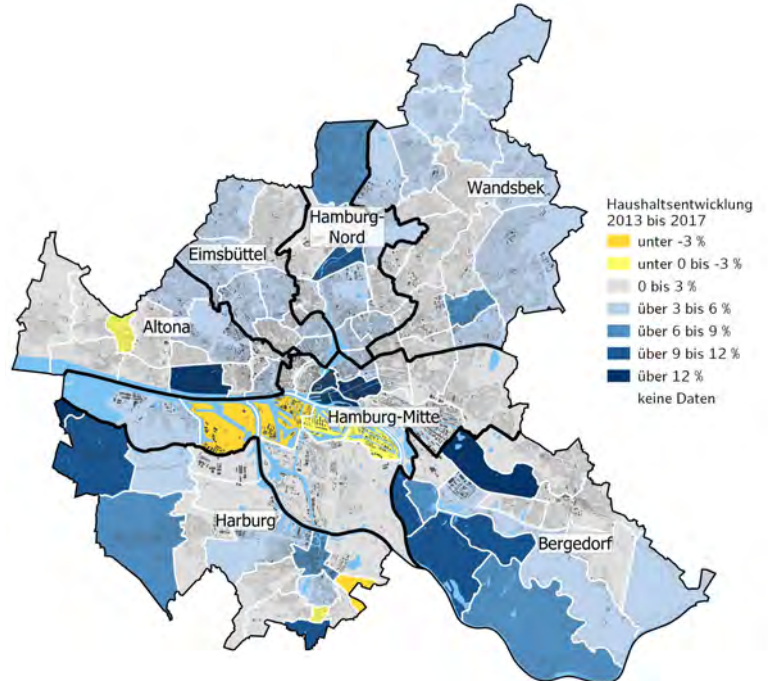 Wandsbek
Hamburg-
Nord
Eimsbüttel
Altona
Hamburg-Mitte
Harburg
Bergedorf
Haushaltsentwicklung
2013 bis 2017
unter -3 %
unter 0 bis -3 %
0 bis 3 %
über 3 bis 6 %
über 6 bis 9 %
über 9 bis 12 %
über 12 %
keine Daten